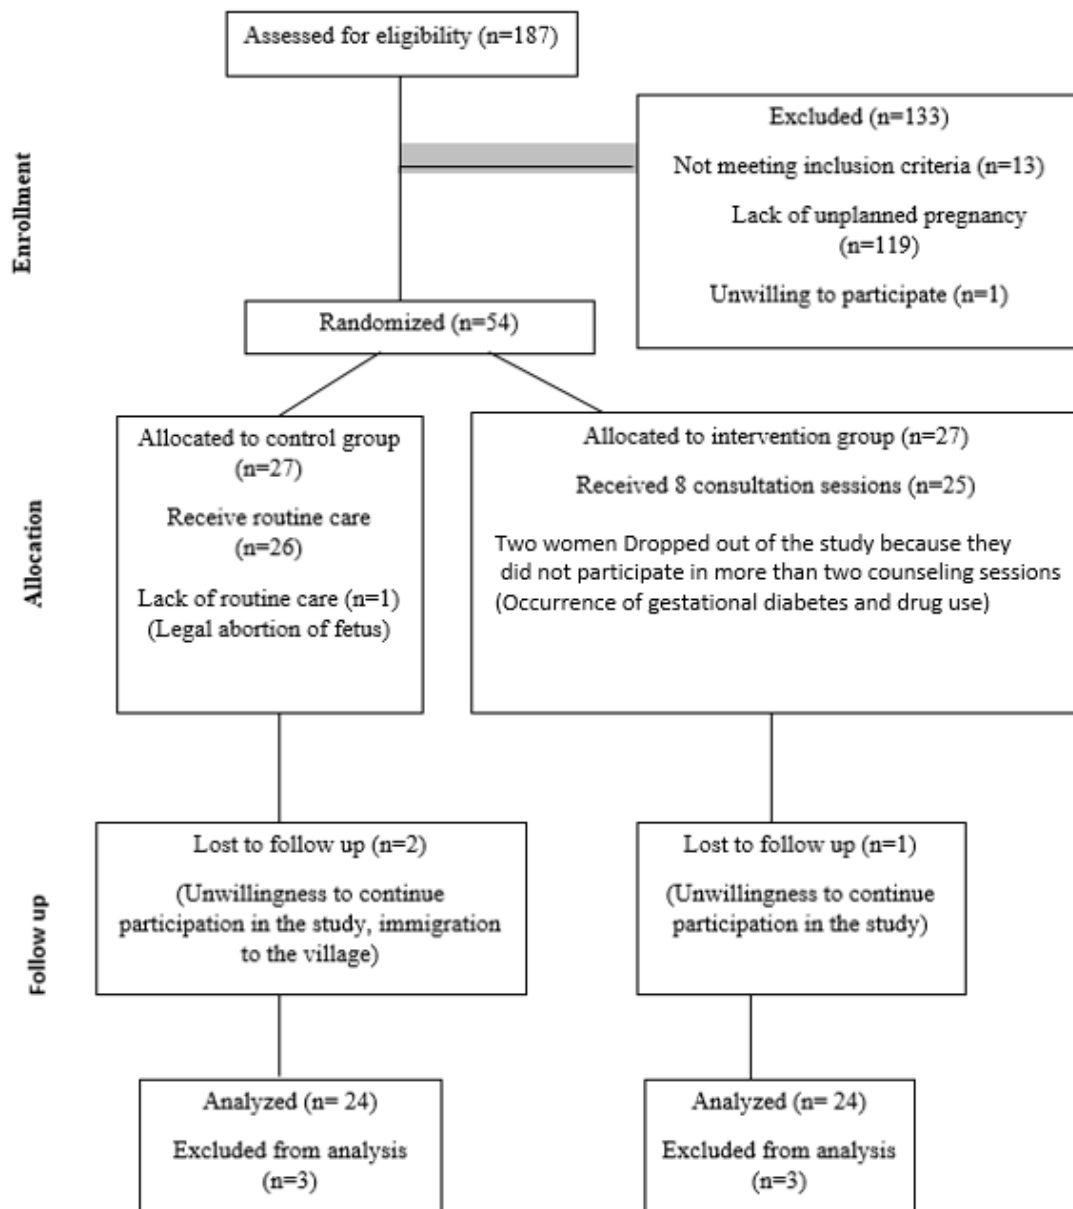 Assessed for eligibility (n=187)
Enrollment
Excluded (n=133)
Not meeting inclusion criteria (n=13)
Lack of unplanned pregnancy
(n=119)
Unwilling to participate (n=1)
Randomized (n=54)
Allocation
Allocated to control group
(n=27)
Receive routine care
(n=26)
Lack of routine care (n=1)
(Legal abortion of fetus)
Allocated to intervention group (n=27)
Received 8 consultation sessions (n=25)
Two women Dropped out of the study because they
did not participate in more than two counseling sessions
(Occurrence of gestational diabetes and drug use)
Follow up
Lost to follow up (n=2)
(Unwillingness to continue
participation in the study, immigration
to the village)
Lost to follow up (n=1)
(Unwillingness to continue
participation in the study)
Analyzed (n= 24)
Excluded from analysis
(n=3)
Analyzed (n= 24)
Excluded from analysis
(n=3)